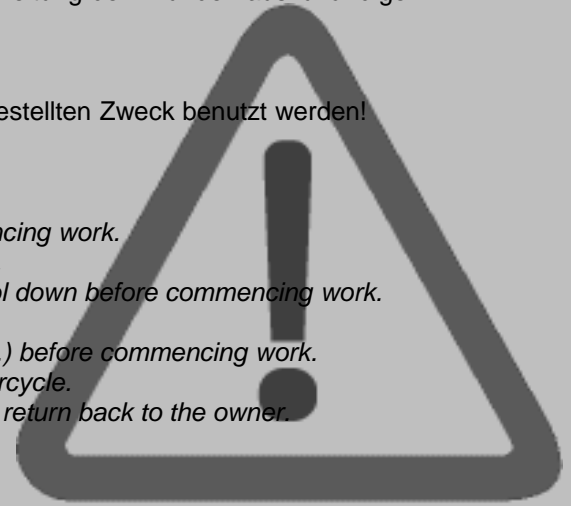 estellten Zweck benutzt werden!
ncing work.
ol down before commencing work.
.) before commencing work.
rcycle.
return back to the owner.